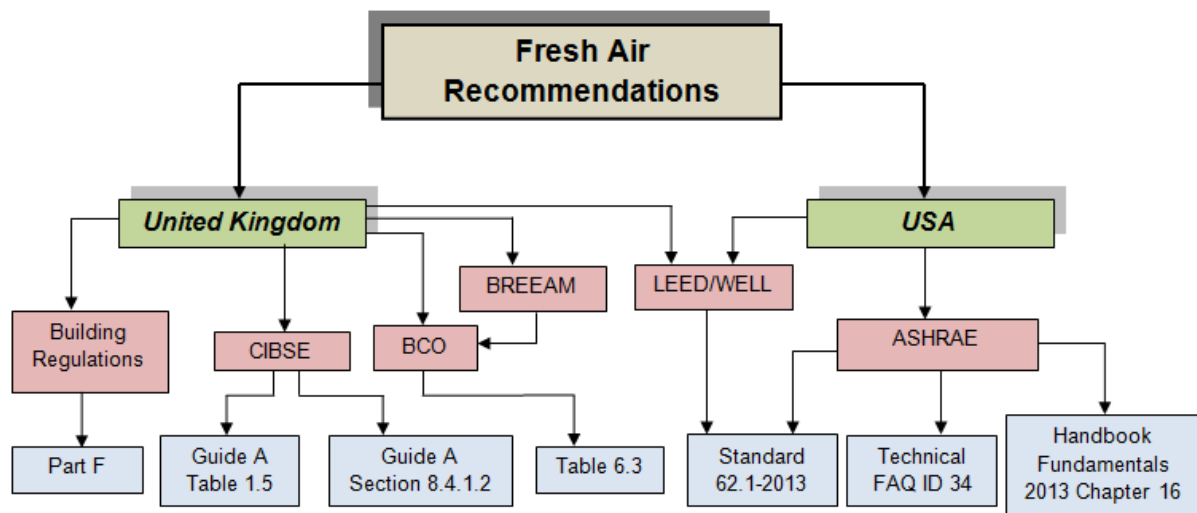 Fresh Air
Recommendations
United Kingdom
USA
BREEAM
LEED/WELL
Building
Regulations
CIBSE
BCO
ASHRAE
Part F
Guide A
Table 1.5
Guide A
Section 8.4.1.2
Table 6.3
Standard
62.1-2013
Technical
FAQ ID 34
Handbook
Fundamentals
2013 Chapter 16